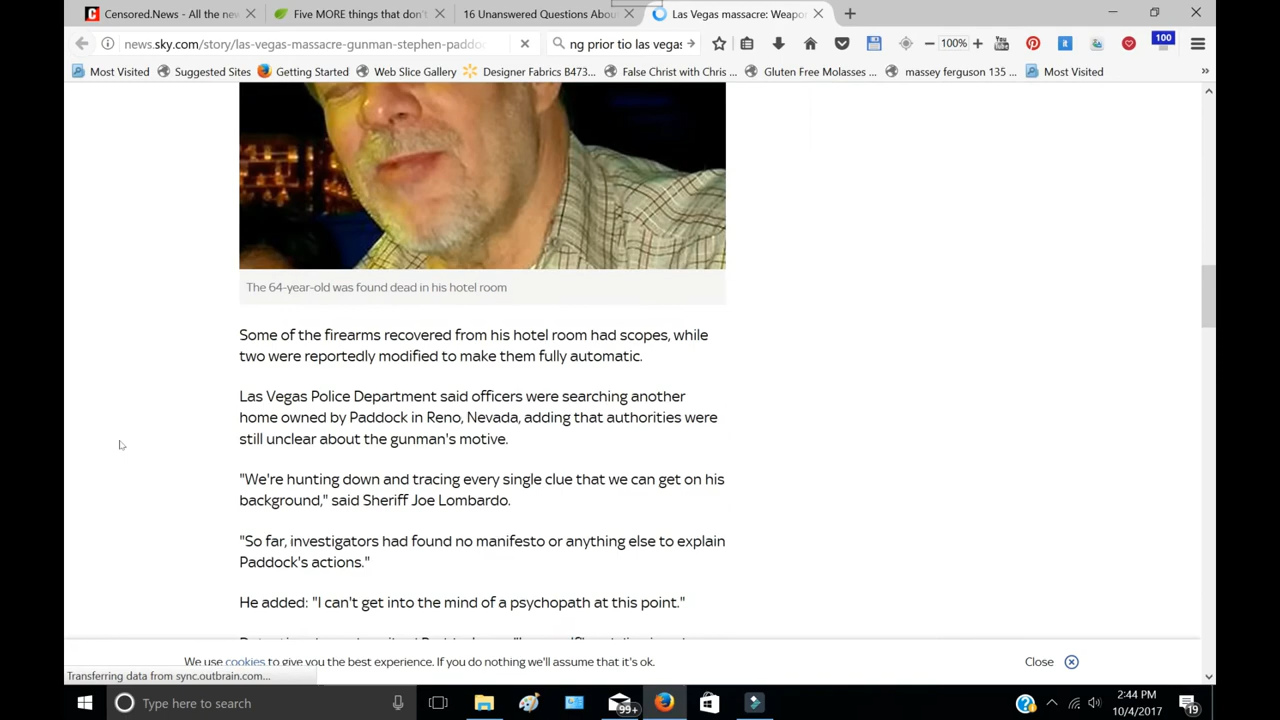 Censored.News - All the new
Five MORE things that don't
16 Unanswered Questions Abou
Las Vegas massacre: Weapo
news.sky.com/story/las-vegas-massacre-gunman-stephen-paddoc
ng prior tio las vegas
100%
You
Tube
100
Most Visited
Suggested Sites
Getting Started
Web Slice Gallery
Designer Fabrics B473...
False Christ with Chris ...
Gluten Free Molasses ...
massey ferguson 135 ...
Most Visited
The 64-year-old was found dead in his hotel room
Some of the firearms recovered from his hotel room had scopes, while
two were reportedly modified to make them fully automatic.
Las Vegas Police Department said officers were searching another
home owned by Paddock in Reno, Nevada, adding that authorities were
still unclear about the gunman's motive.
"We're hunting down and tracing every single clue that we can get on his
background," said Sheriff Joe Lombardo.
"So far, investigators had found no manifesto or anything else to explain
Paddock's actions."
He added: "I can't get into the mind of a psychopath at this point."
We use cookies to give you the best experience. If you do nothing we'll assume that it's ok.
Close
Transferring data from sync.outbrain.com...
Type here to search
99+
2:44 PM
10/4/2017
19